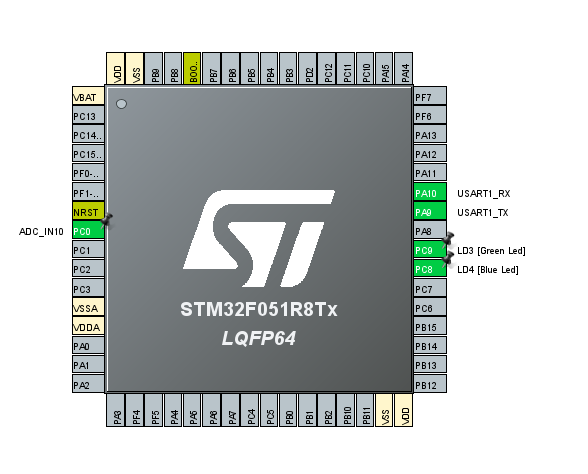 VDD VSS PB9 PB8 BOO.. PB7 PB6 PB5 PB4 PB3 PD2 PC12 PC11 PC10 PA15 PA14
VBAT PF7
PC13 PF6
PC14.. PA13
PC15.. PA12
PF0-.. PA11
PF1-.. PA10 USART1_RX
NRST PA9 USART1_TX
ADC_IN10 PC0 PA8
PC1 PC9 LD3 [Green Led]
PC2 PC8 LD4 [Blue Led]
PC3 PC7
VSSA PC6
VDDA PB15
PA0 PB14
PA1 PB13
PA2 PB12
ST
STM32F051R8Tx
LQFP64
PA3 PF4 PF5 PA4 PA5 PA6 PA7 PC4 PC5 PB0 PB1 PB2 PB10 PB11 VSS VDD